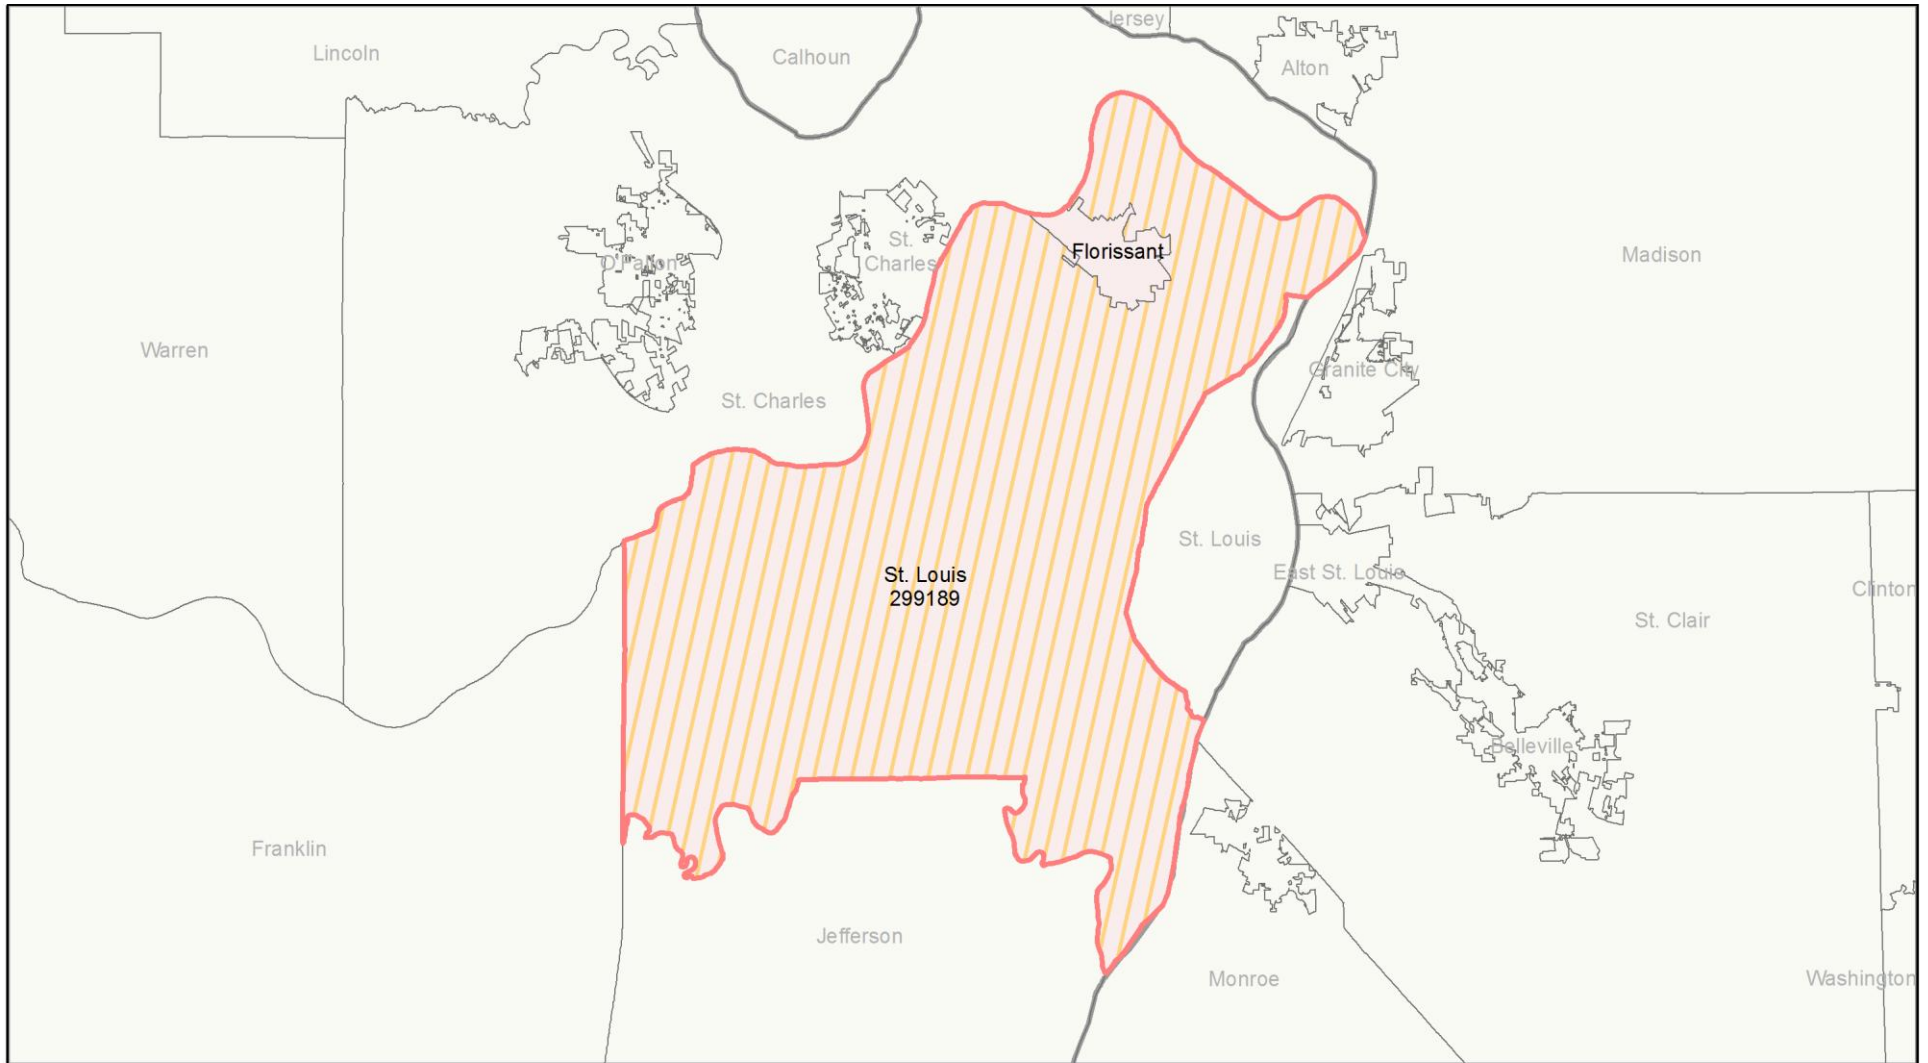 Jersey
Lincoln
Calhoun
Alton
St.
Charles
Florissant
Madison
O'Fallon
Warren
Granite City
St. Charles
St. Louis
St. Louis
299189
East St. Louis
Clinton
St. Clair
Belleville
Franklin
Jefferson
Monroe
Washington